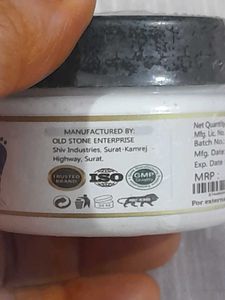 MANUFACTURED BY:
OLD STONE ENTERPRISE
Shiv Industries, Surat-Kamrej
Highway, Surat.
TRUSTED
BRAND
ISO
GMP
Net Quantity
Mfg. Lic. No.
Batch No.:
Mfg. Date
Exp. Date
MRP -
For extern